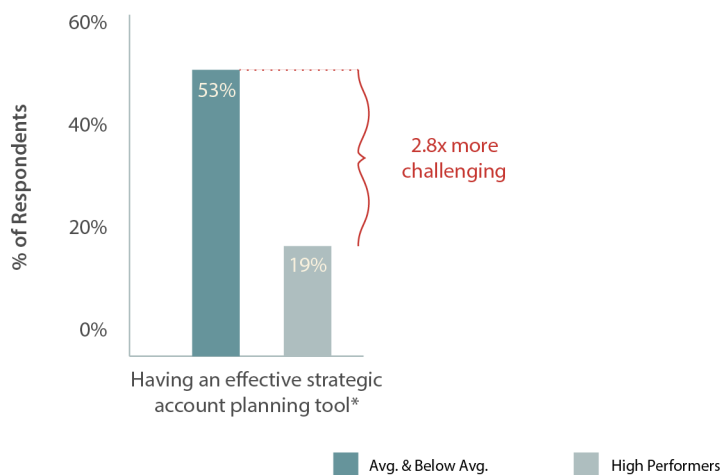 60%
53%
40%
2.8x more
challenging
% of Respondents
20%
19%
0%
Having an effective strategic
account planning tool*
Avg. & Below Avg.
High Performers